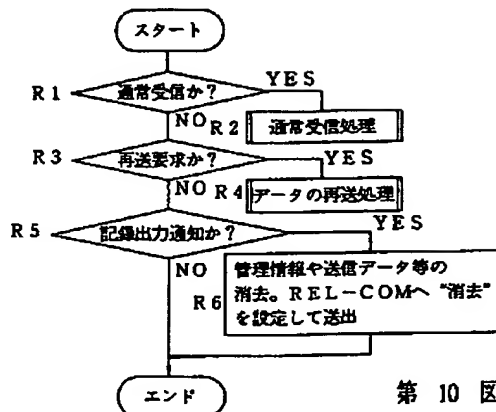 スタート
R1 通常受信か? YES
NO R2 通常受信処理
R3 再送要求か? YES
NO R4 データの再送処理
R5 記録出力通知か? YES
NO R6 管理情報や送信データ等の
消去。REL-COMへ"消去"
を設定して送出
エンド
第 10 図